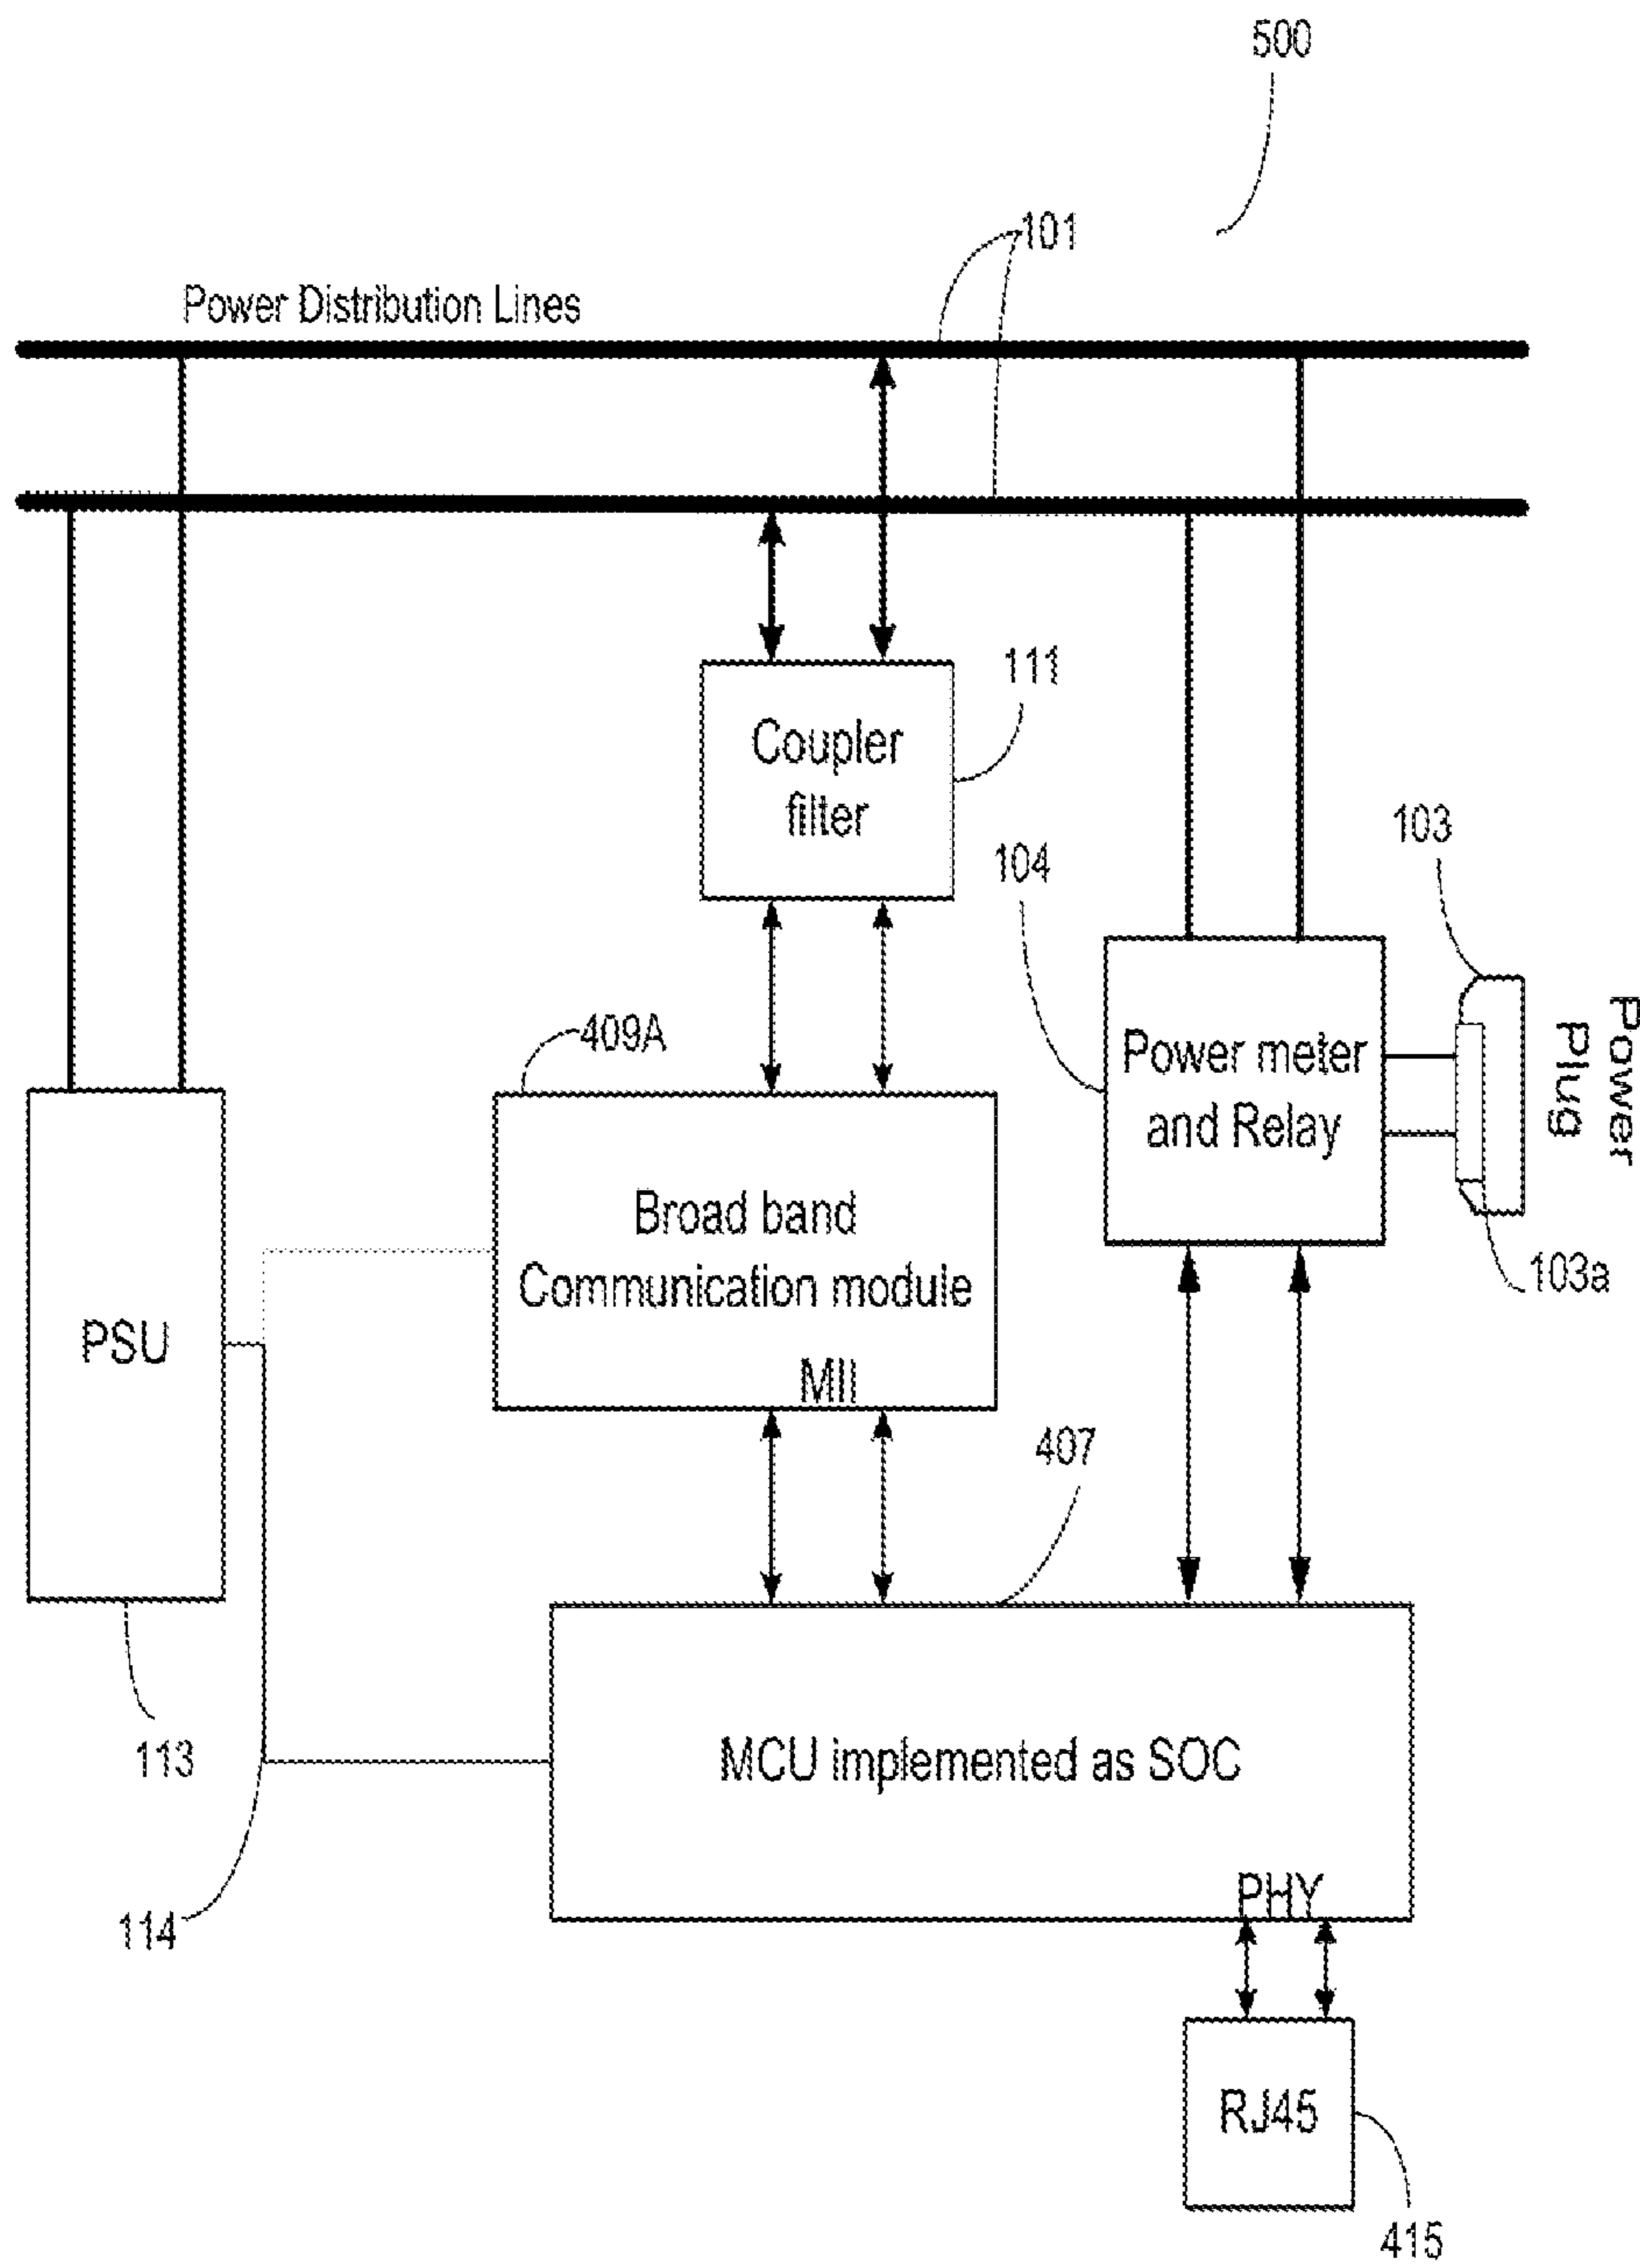 500
101
Power Distribution Lines
111
Coupler
filter
103
104
Power
Plug
409A
Power meter
and Relay
Broad band
Communication module
MII
103a
PSU
407
113
MCU implemented as SOC
PHY
114
RJ45
415